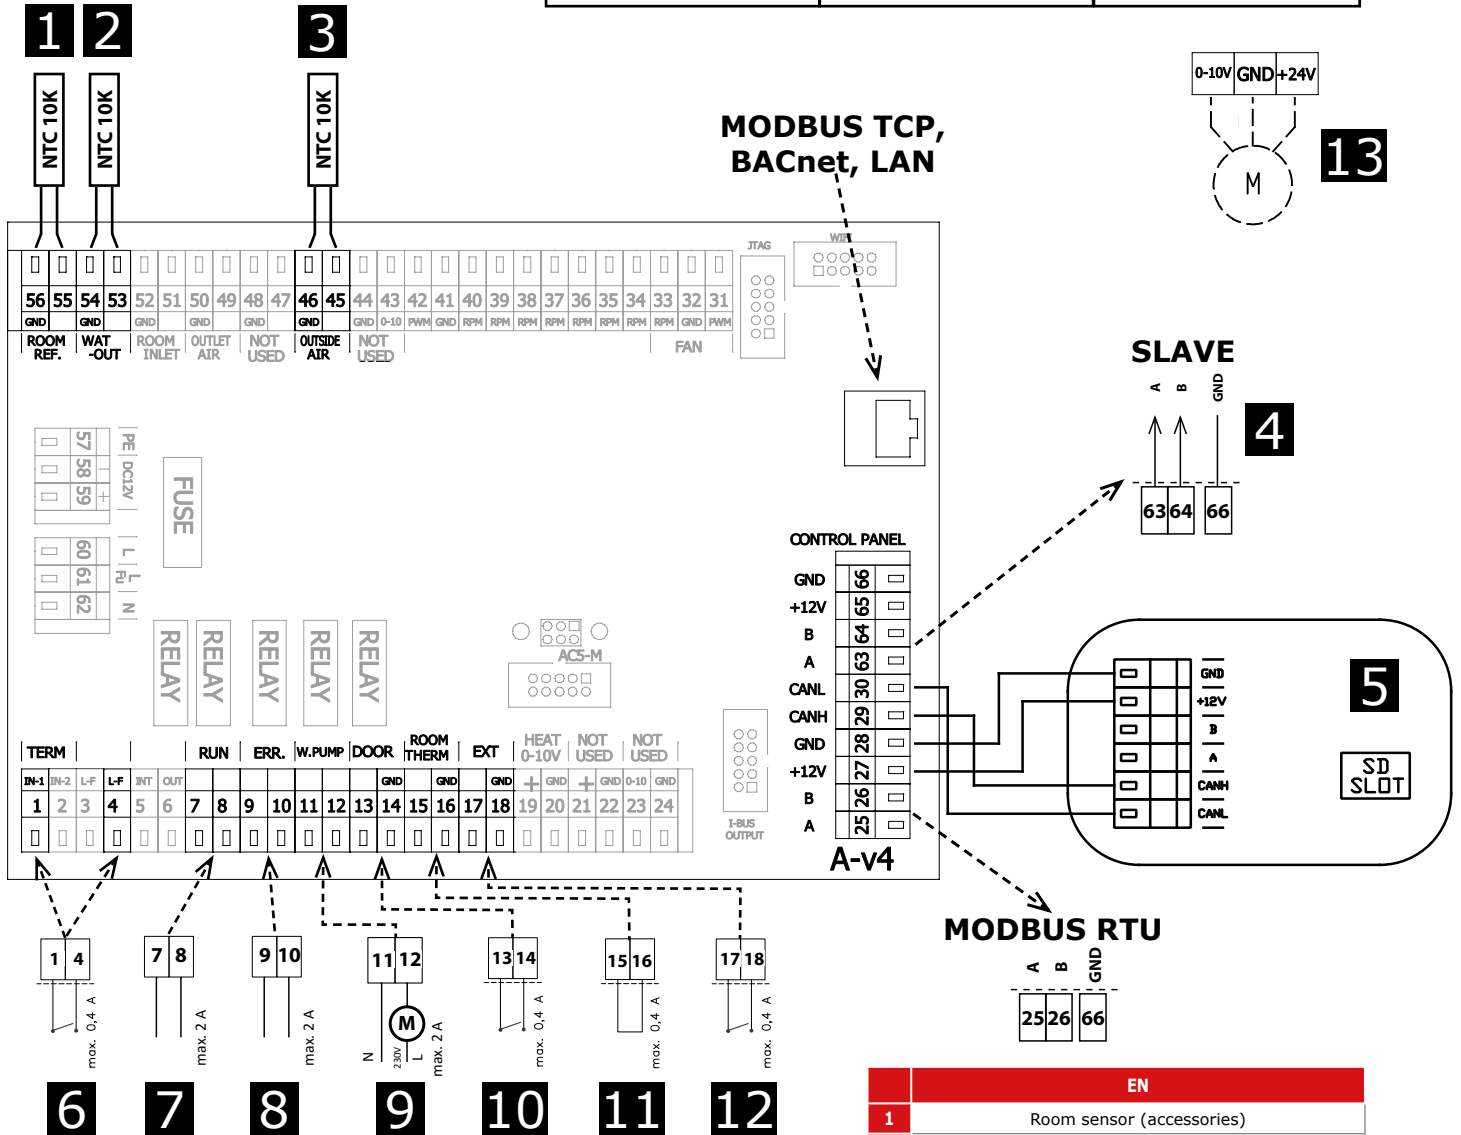 1 2 3
NTC 10K NTC 10K NTC 10K
0-10V GND +24V
M
13
MODBUS TCP,
BACnet, LAN
JTAG
WIFI
56 55 54 53 52 51 50 49 48 47 46 45 44 43 42 41 40 39 38 37 36 35 34 33 32 31
GND GND GND GND GND GND GND 0-10 PWM GND RPM RPM RPM RPM RPM RPM RPM RPM GND PWM
ROOM REF.
WAT -OUT
ROOM INLET
OUTLET AIR
NOT USED
OUTSIDE AIR
NOT USED
FAN
SLAVE
A B GND
4
63 64 66
57 PE
58 - DC12V
59 +
FUSE
60 L
61 L Fu
62 N
RELAY RELAY RELAY RELAY RELAY
AC5-M
CONTROL PANEL
GND 66
+12V 65
B 64
A 63
CANL 30
CANH 29
GND 28
+12V 27
B 26
A 25
A-v4
5
GND
+12V
B
A
CANH
CANL
SD
SLOT
I-BUS
OUTPUT
TERM RUN ERR. W.PUMP DOOR ROOM THERM EXT HEAT 0-10V NOT USED NOT USED
IN-1 IN-2 L-F L-F INT OUT GND GND GND + GND + GND 0-10 GND
1 2 3 4 5 6 7 8 9 10 11 12 13 14 15 16 17 18 19 20 21 22 23 24
MODBUS RTU
A B GND
25 26 66
1 4
max. 0,4 A
7 8
max. 2 A
9 10
max. 2 A
11 12
M
N 230V L
max. 2 A
13 14
max. 0,4 A
15 16
max. 0,4 A
17 18
max. 0,4 A
6 7 8 9 10 11 12
EN
1 Room sensor (accessories)